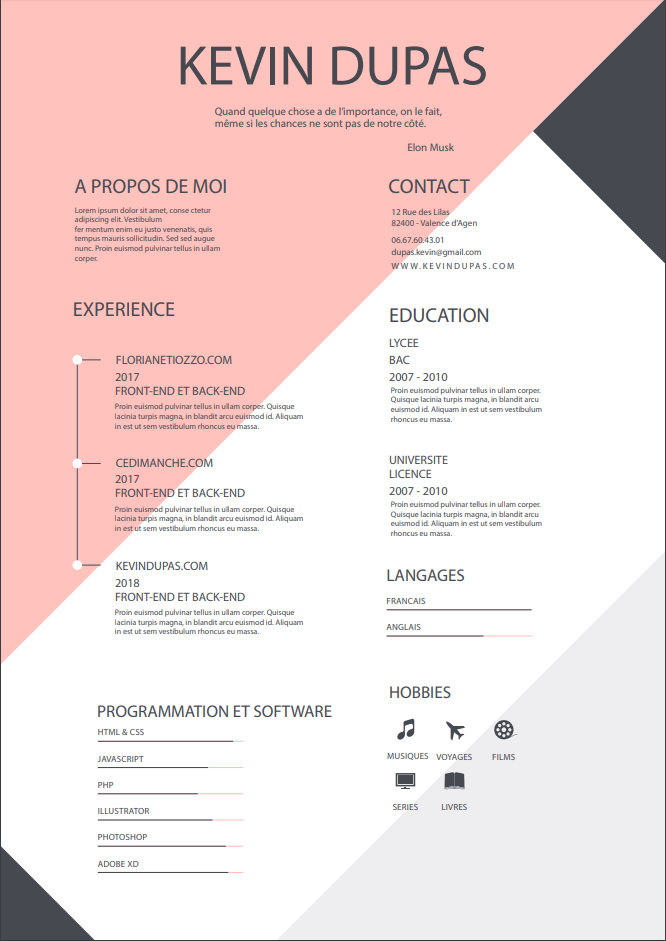 KEVIN DUPAS
Quand quelque chose a de l'importance, on le fait,
même si les chances ne sont pas de notre côté.
Elon Musk
A PROPOS DE MOI
Lorem ipsum dolor sit amet, conse ctetur
adipiscing elit. Vestibulum
fer mentum enim eu justo venenatis, quis
tempus mauris sollicitudin. Sed sed augue
nunc. Proin euismod pulvinar tellus in ullam
corper.
CONTACT
12 Rue des Lilas
82400 - Valence d'Agen
06.67.60.43.01
dupas.kevin@gmail.com
WWW.KEVINDUPAS.COM
EXPERIENCE
FLORIANETIOZZO.COM
2017
FRONT-END ET BACK-END
Proin euismod pulvinar tellus in ullam corper. Quisque
lacinia turpis magna, in blandit arcu euismod id. Aliquam
in est ut sem vestibulum rhoncus eu massa.
CEDIMANCHE.COM
2017
FRONT-END ET BACK-END
Proin euismod pulvinar tellus in ullam corper. Quisque
lacinia turpis magna, in blandit arcu euismod id. Aliquam
in est ut sem vestibulum rhoncus eu massa.
KEVINDUPAS.COM
2018
FRONT-END ET BACK-END
Proin euismod pulvinar tellus in ullam corper. Quisque
lacinia turpis magna, in blandit arcu euismod id. Aliquam
in est ut sem vestibulum rhoncus eu massa.
EDUCATION
LYCEE
BAC
2007 - 2010
Proin euismod pulvinar tellus in ullam corper.
Quisque lacinia turpis magna, in blandit arcu
euismod id. Aliquam in est ut sem vestibulum
rhoncus eu massa.
UNIVERSITE
LICENCE
2007 - 2010
Proin euismod pulvinar tellus in ullam corper.
Quisque lacinia turpis magna, in blandit arcu
euismod id. Aliquam in est ut sem vestibulum
rhoncus eu massa.
LANGAGES
FRANCAIS
ANGLAIS
PROGRAMMATION ET SOFTWARE
HTML & CSS
JAVASCRIPT
PHP
ILLUSTRATOR
PHOTOSHOP
ADOBE XD
HOBBIES
MUSIQUES VOYAGES FILMS
SERIES LIVRES